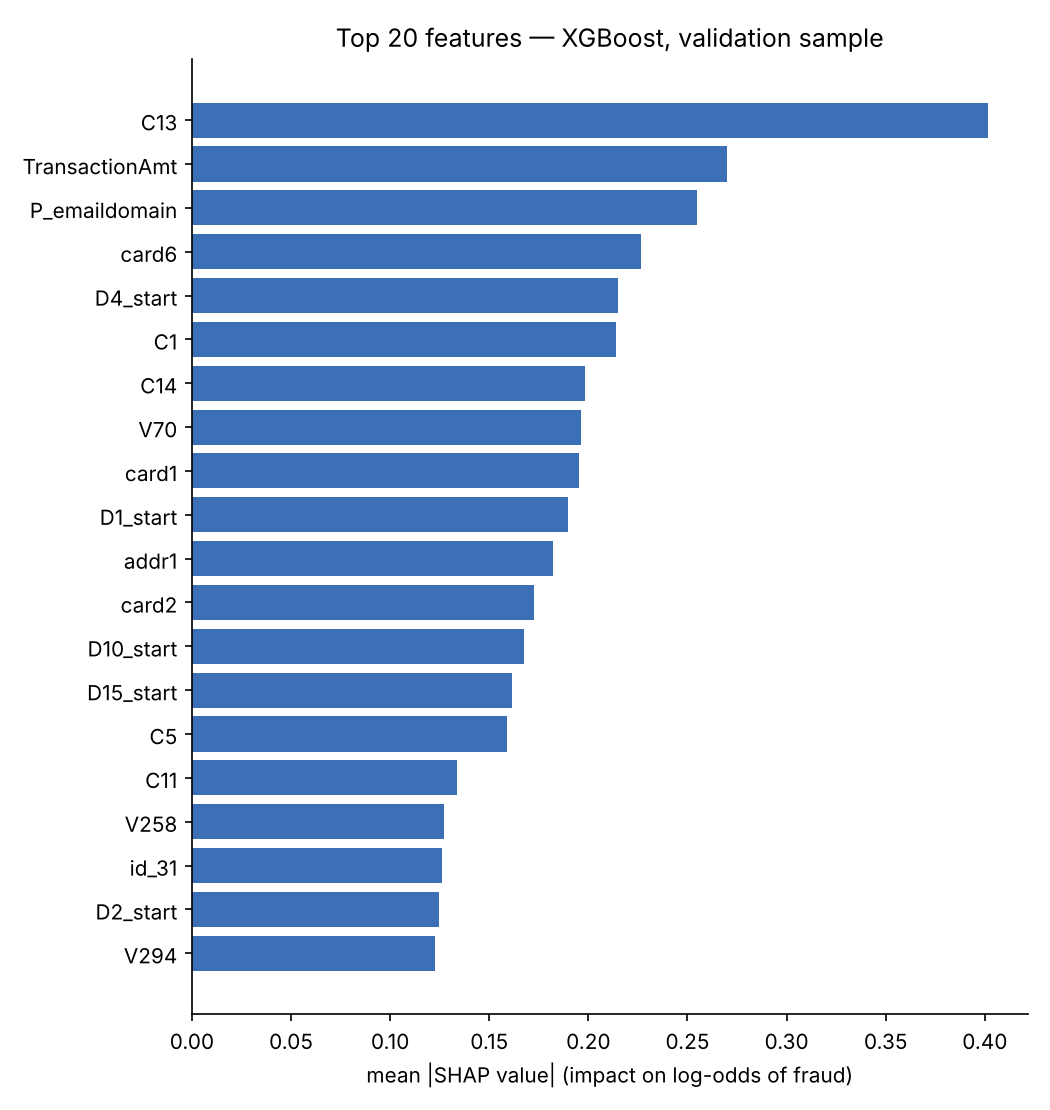 Top 20 features — XGBoost, validation sample
C13
TransactionAmt
P_emaildomain
card6
D4_start
C1
C14
V70
card1
D1_start
addr1
card2
D10_start
D15_start
C5
C11
V258
id_31
D2_start
V294
0.00 0.05 0.10 0.15 0.20 0.25 0.30 0.35 0.40
mean |SHAP value| (impact on log-odds of fraud)